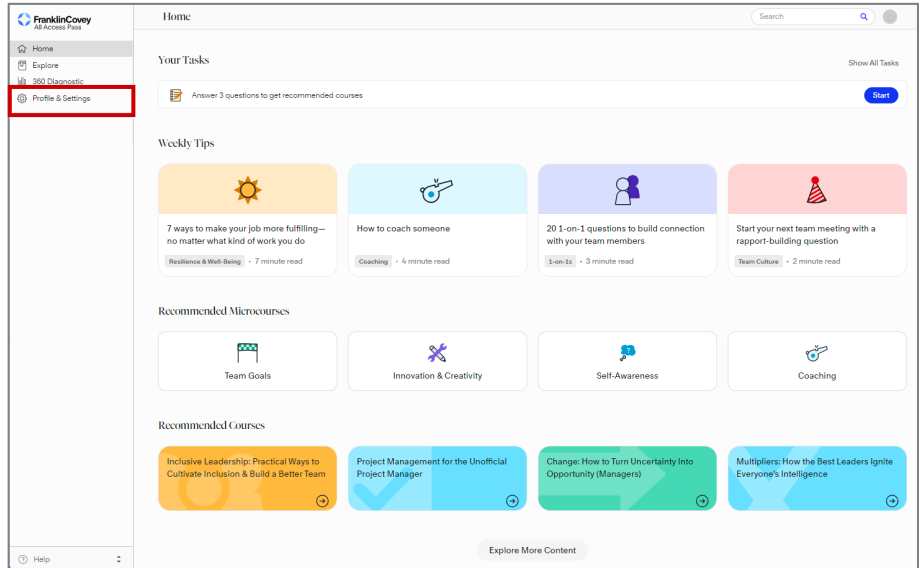 FranklinCovey
All Access Pass
Home
Explore
360 Diagnostic
Profile & Settings
Help
Home
Search
Your Tasks
Show All Tasks
Answer 3 questions to get recommended courses
Start
Weekly Tips
7 ways to make your job more fulfilling—
no matter what kind of work you do
Resilience & Well-Being • 7 minute read
How to coach someone
Coaching • 4 minute read
20 1-on-1 questions to build connection
with your team members
1-on-1s • 3 minute read
Start your next team meeting with a
rapport-building question
Team Culture • 2 minute read
Recommended Microcourses
Team Goals
Innovation & Creativity
Self-Awareness
Coaching
Recommended Courses
Inclusive Leadership: Practical Ways to
Cultivate Inclusion & Build a Better Team
Project Management for the Unofficial
Project Manager
Change: How to Turn Uncertainty Into
Opportunity (Managers)
Multipliers: How the Best Leaders Ignite
Everyone's Intelligence
Explore More Content